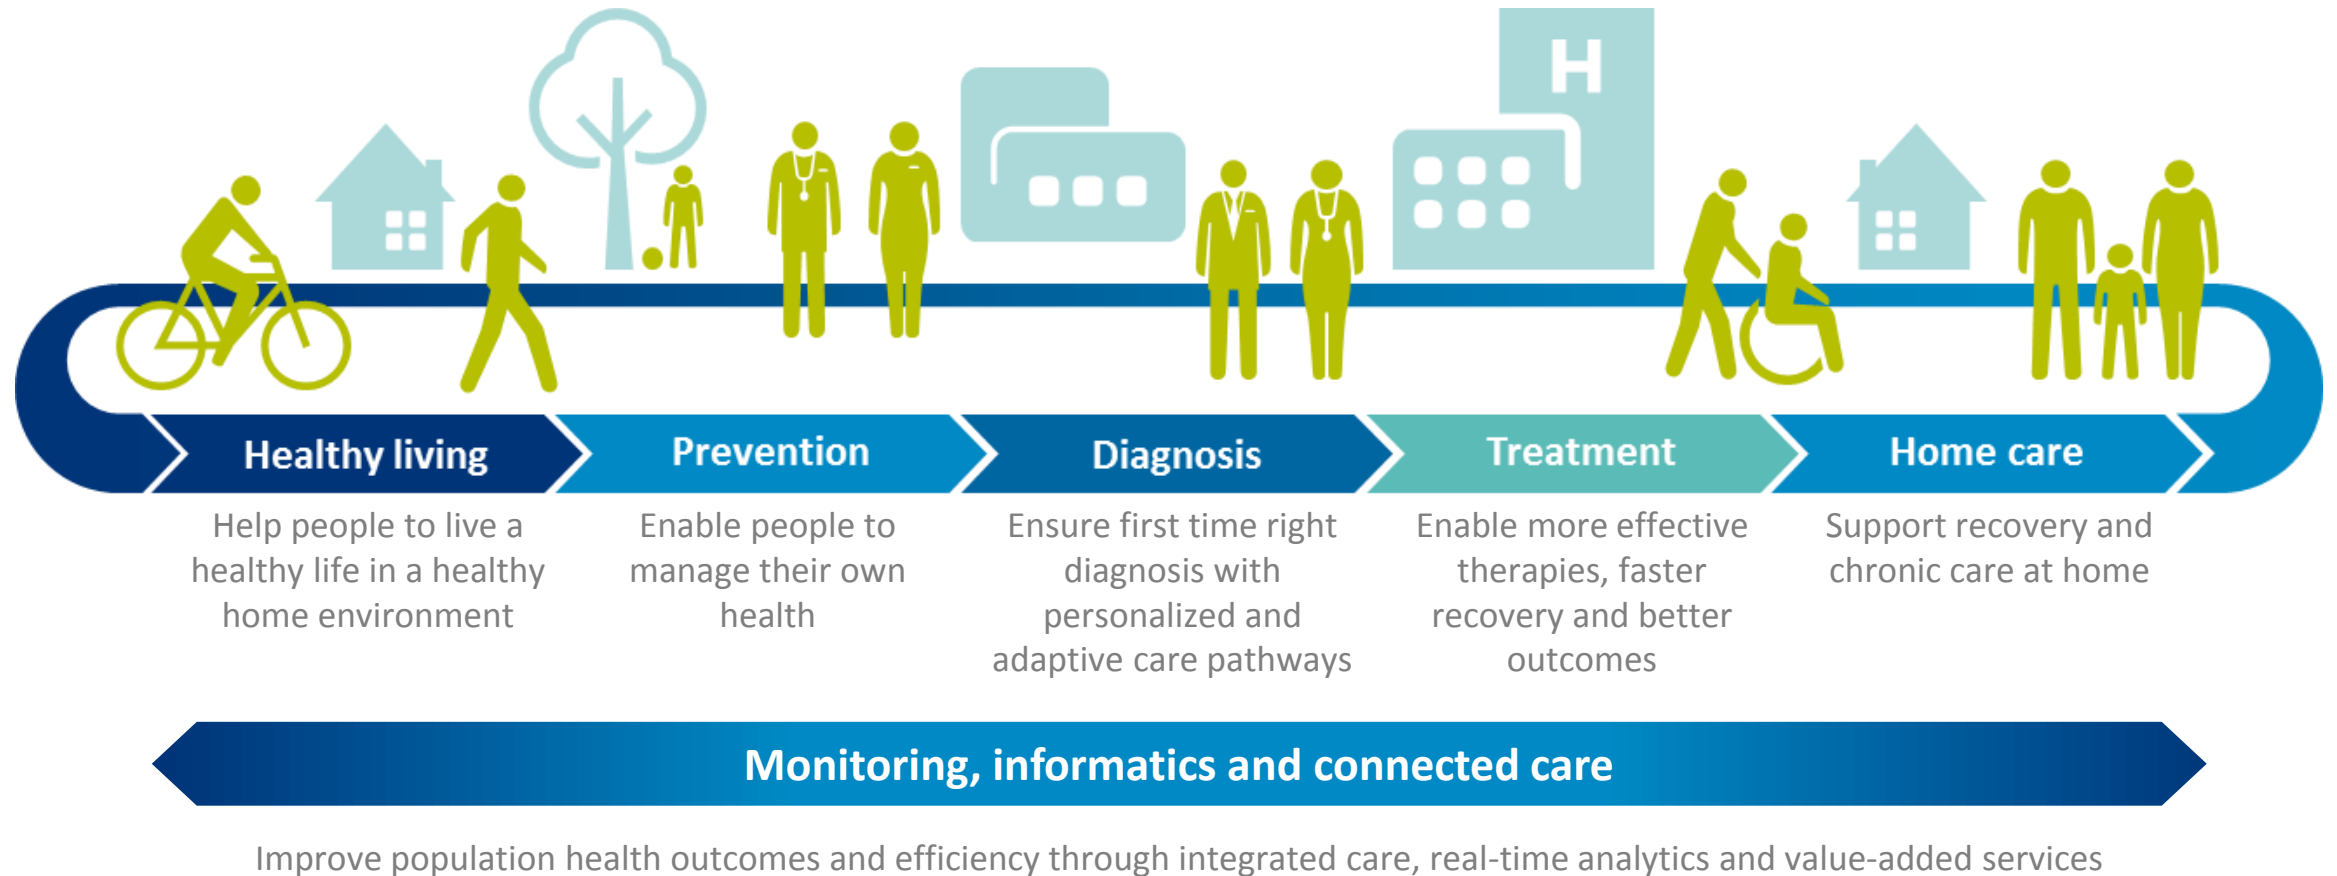 H
Healthy living
Prevention
Diagnosis
Treatment
Home care
Help people to live a
healthy life in a healthy
home environment
Enable people to
manage their own
health
Ensure first time right
diagnosis with
personalized and
adaptive care pathways
Enable more effective
therapies, faster
recovery and better
outcomes
Support recovery and
chronic care at home
Monitoring, informatics and connected care
Improve population health outcomes and efficiency through integrated care, real-time analytics and value-added services